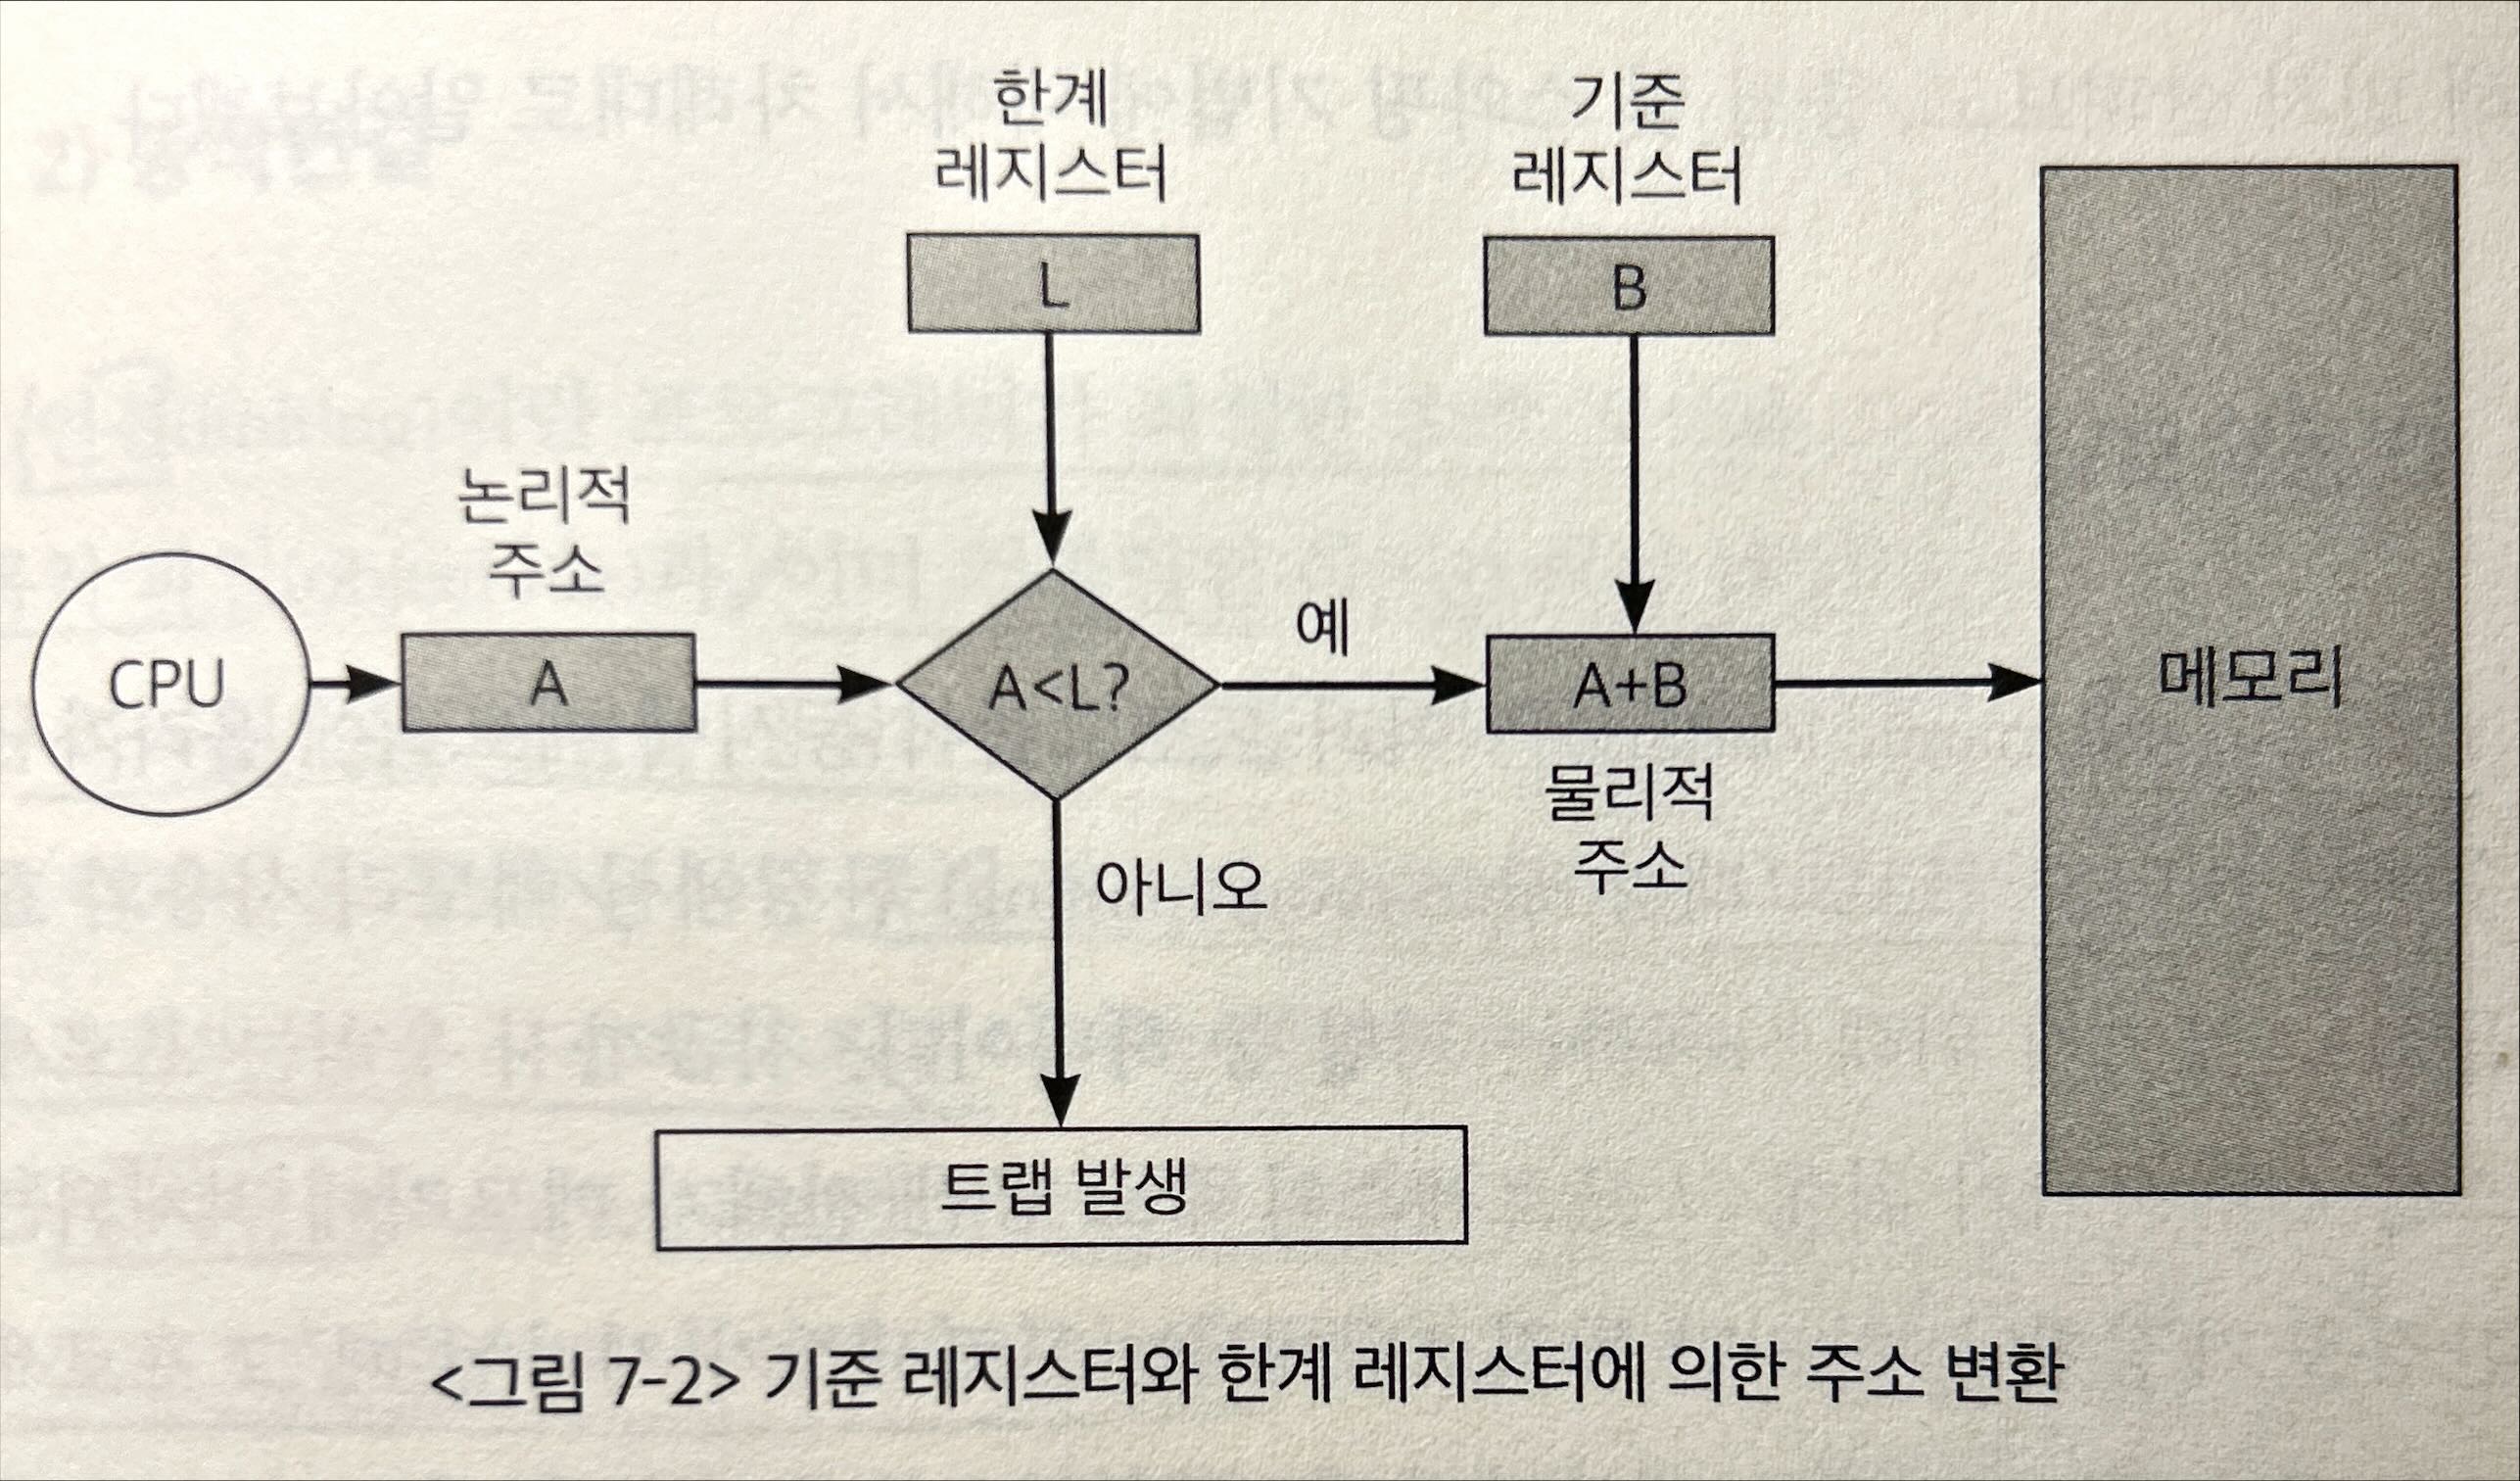 한계
레지스터
기준
레지스터
L
B
논리적
주소
CPU
A
A<L?
예
A+B
메모리
물리적
주소
아니오
트랩 발생
<그림 7-2> 기준 레지스터와 한계 레지스터에 의한 주소 변환